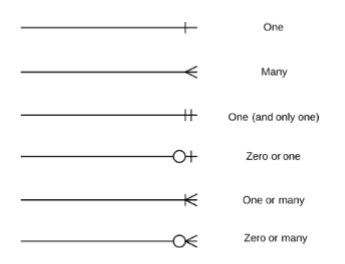 One
Many
One (and only one)
Zero or one
One or many
Zero or many